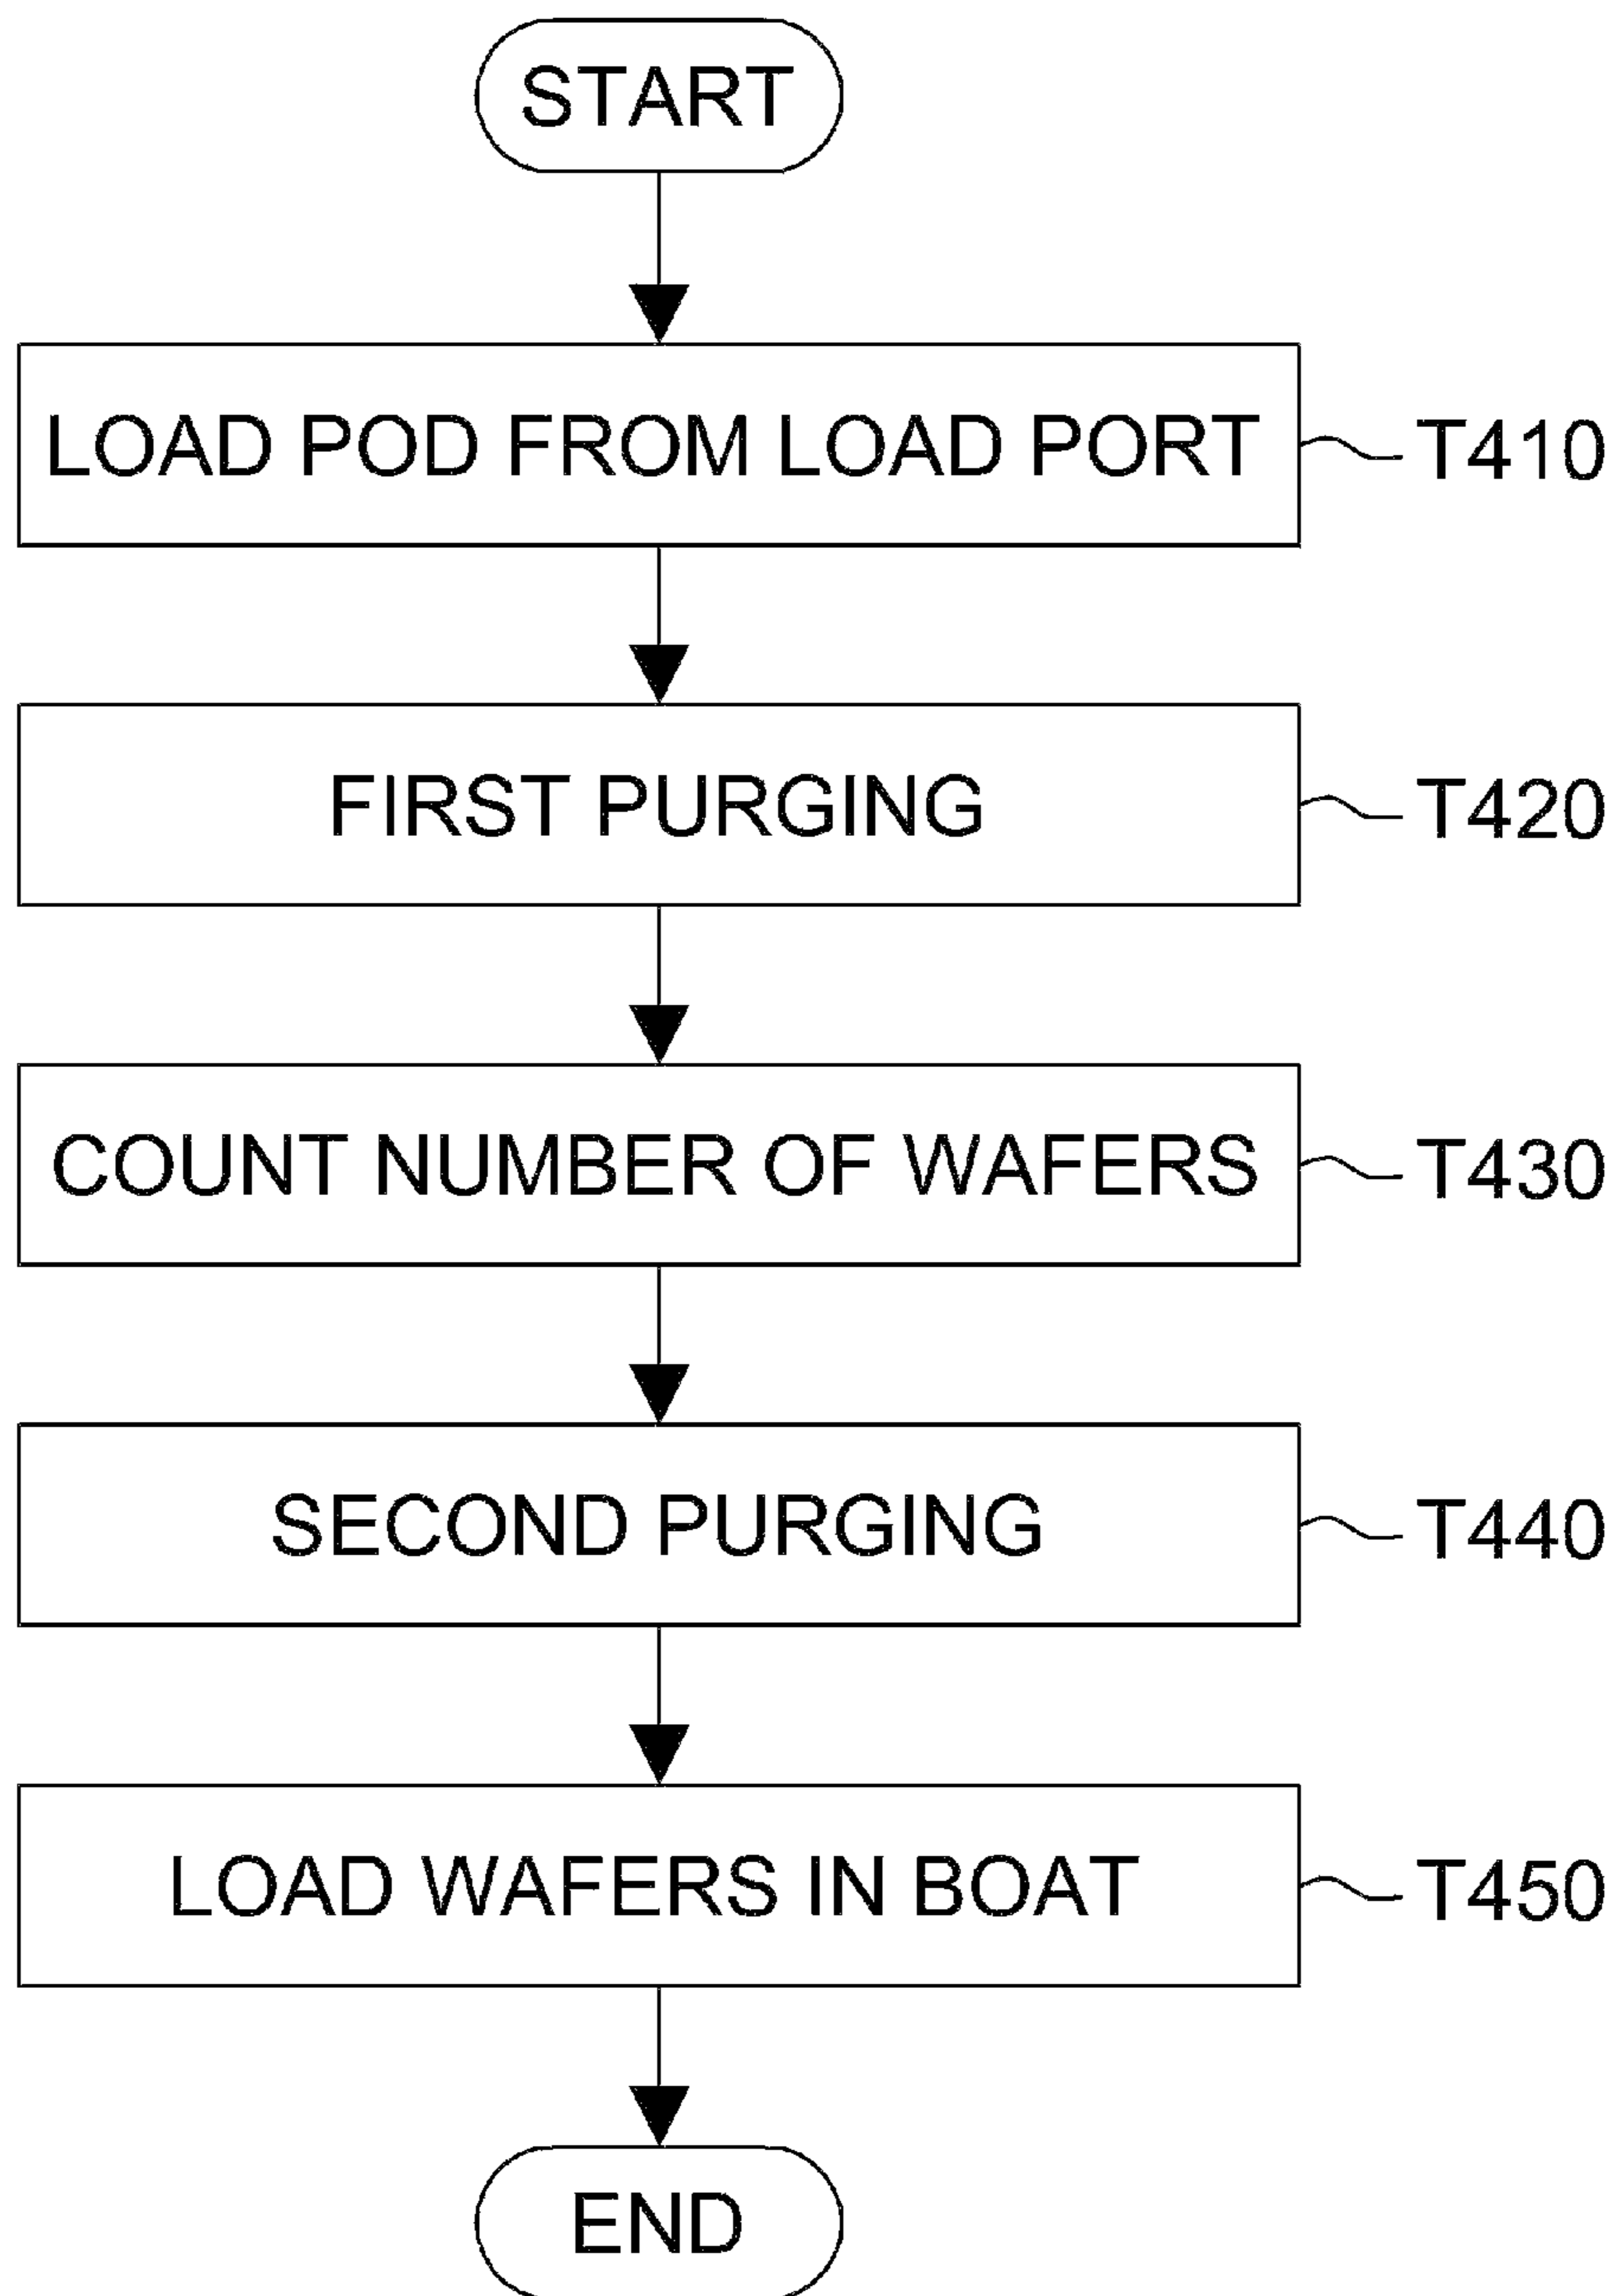 START
LOAD POD FROM LOAD PORT
T410
FIRST PURGING
T420
COUNT NUMBER OF WAFERS
T430
SECOND PURGING
T440
LOAD WAFERS IN BOAT
T450
END